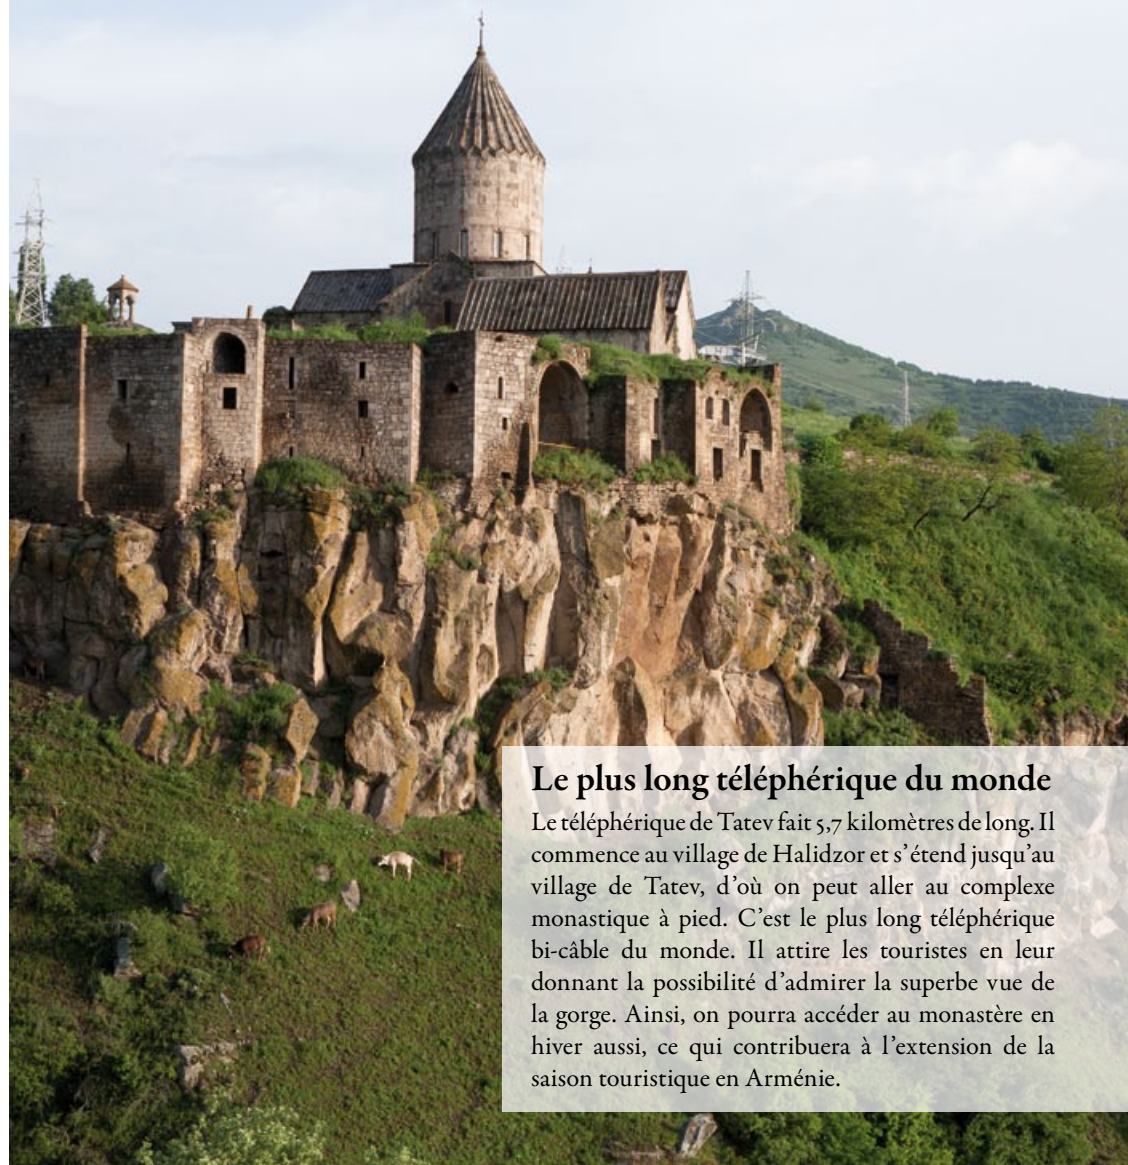 Le plus long téléphérique du monde
Le téléphérique de Tatev fait 5,7 kilomètres de long. Il
commence au village de Halidzor et s'étend jusqu'au
village de Tatev, d'où on peut aller au complexe
monastique à pied. C'est le plus long téléphérique
bi-câble du monde. Il attire les touristes en leur
donnant la possibilité d'admirer la superbe vue de
la gorge. Ainsi, on pourra accéder au monastère en
hiver aussi, ce qui contribuera à l'extension de la
saison touristique en Arménie.